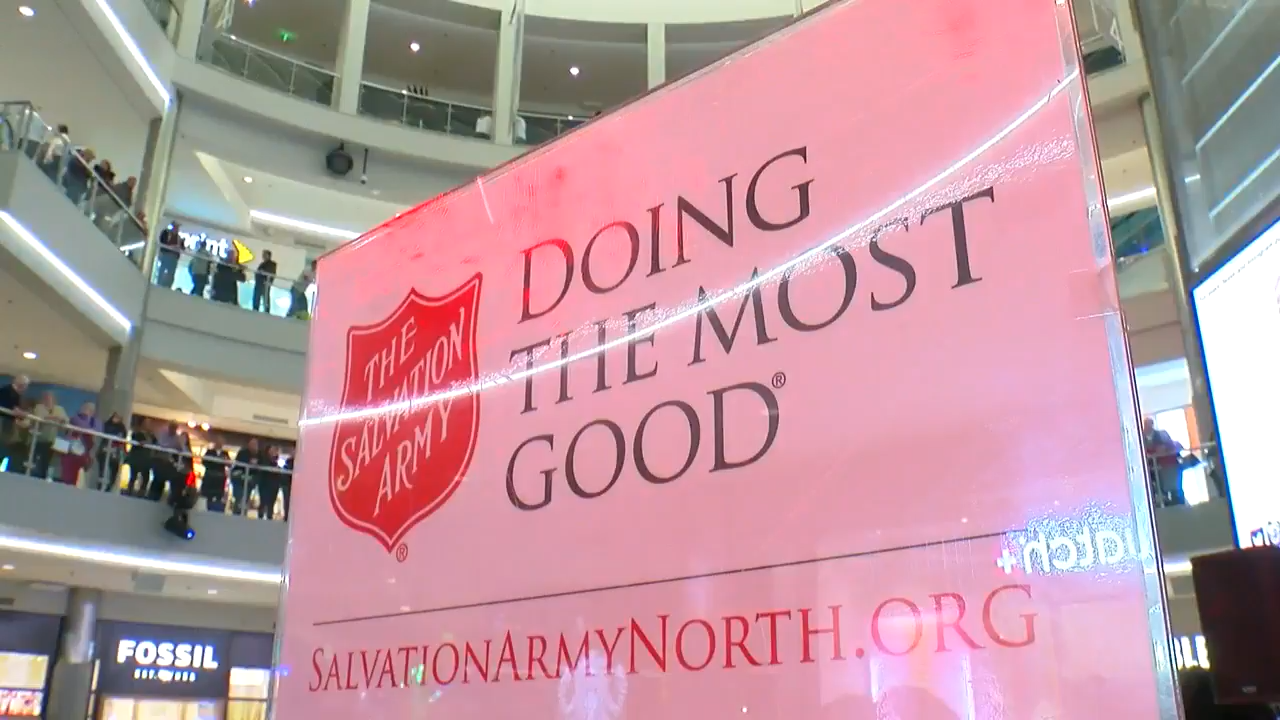 THE
SALVATION
ARMY
®
DOING
THE MOST
GOOD®
SALVATIONARMYNORTH.ORG
FOSSIL